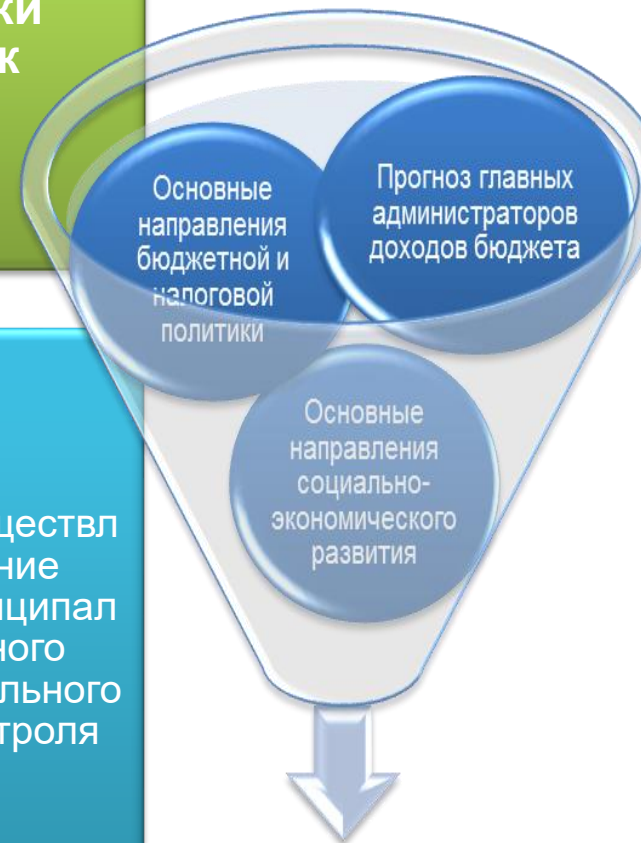 ки
к
Основные
направления
бюджетной и
налоговой
политики
Прогноз главных
администраторов
доходов бюджета
Основные
направления
социально-
экономического
развития
ществл
ние
ципал
ного
льного
троля